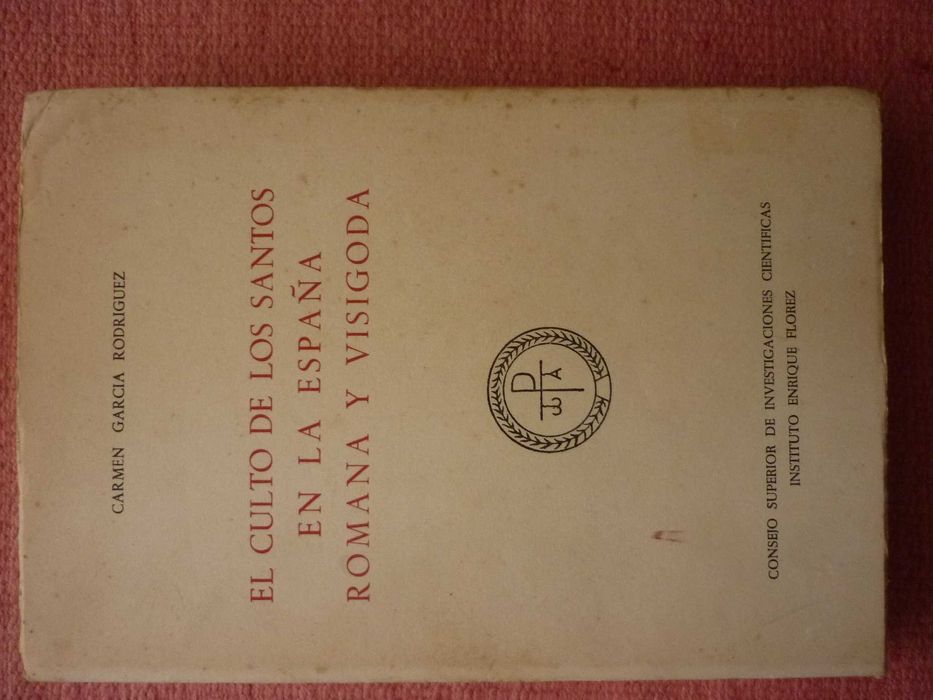 CARMEN GARCIA RODRIGUEZ
EL CULTO DE LOS SANTOS
EN LA ESPAÑA
ROMANA Y VISIGODA
P
ω A
CONSEJO SUPERIOR DE INVESTIGACIONES CIENTIFICAS
INSTITUTO ENRIQUE FLOREZ